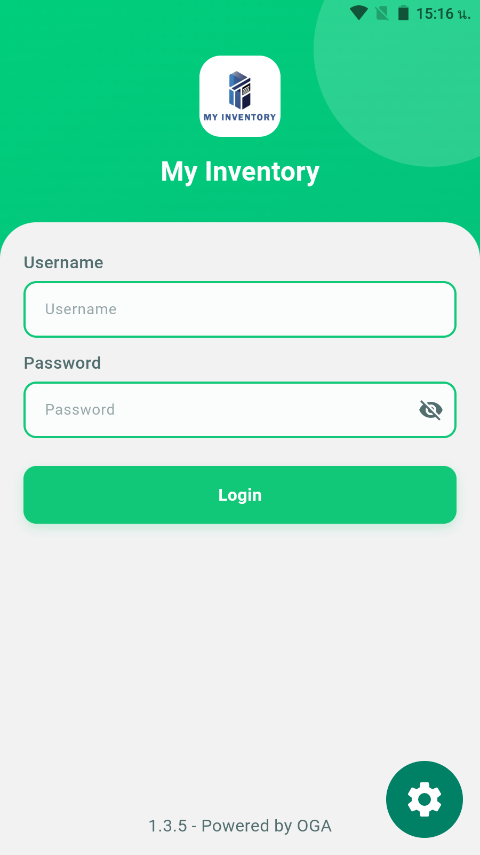 15:16 น.
MY INVENTORY
My Inventory
Username
Username
Password
Password
Login
1.3.5 - Powered by OGA